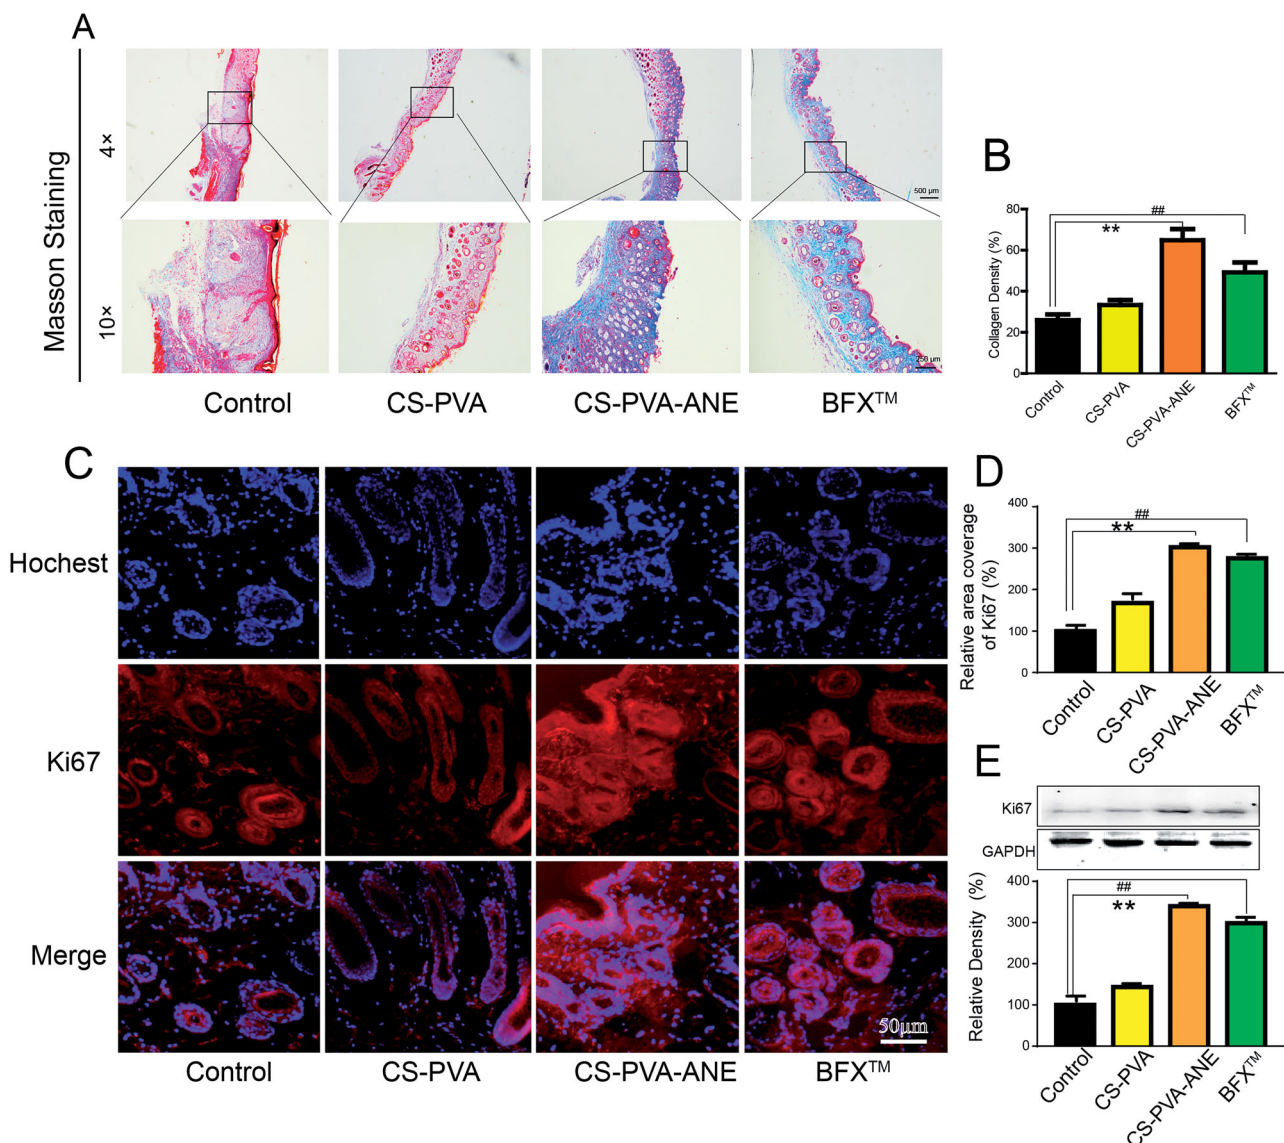 A
Masson Staining
4×
500 μm
10×
250 μm
Control
CS-PVA
CS-PVA-ANE
BFX™
B
Collagen Density (%)
80
60
40
20
0
##
**
Control
CS-PVA
CS-PVA-ANE
BFX™
C
Hochest
Ki67
Merge
50μm
Control
CS-PVA
CS-PVA-ANE
BFX™
D
Relative area coverage
of Ki67 (%)
400
300
200
100
0
##
**
Control
CS-PVA
CS-PVA-ANE
BFX™
E
Ki67
GAPDH
Relative Density (%)
400
300
200
100
0
##
**
Control
CS-PVA
CS-PVA-ANE
BFX™